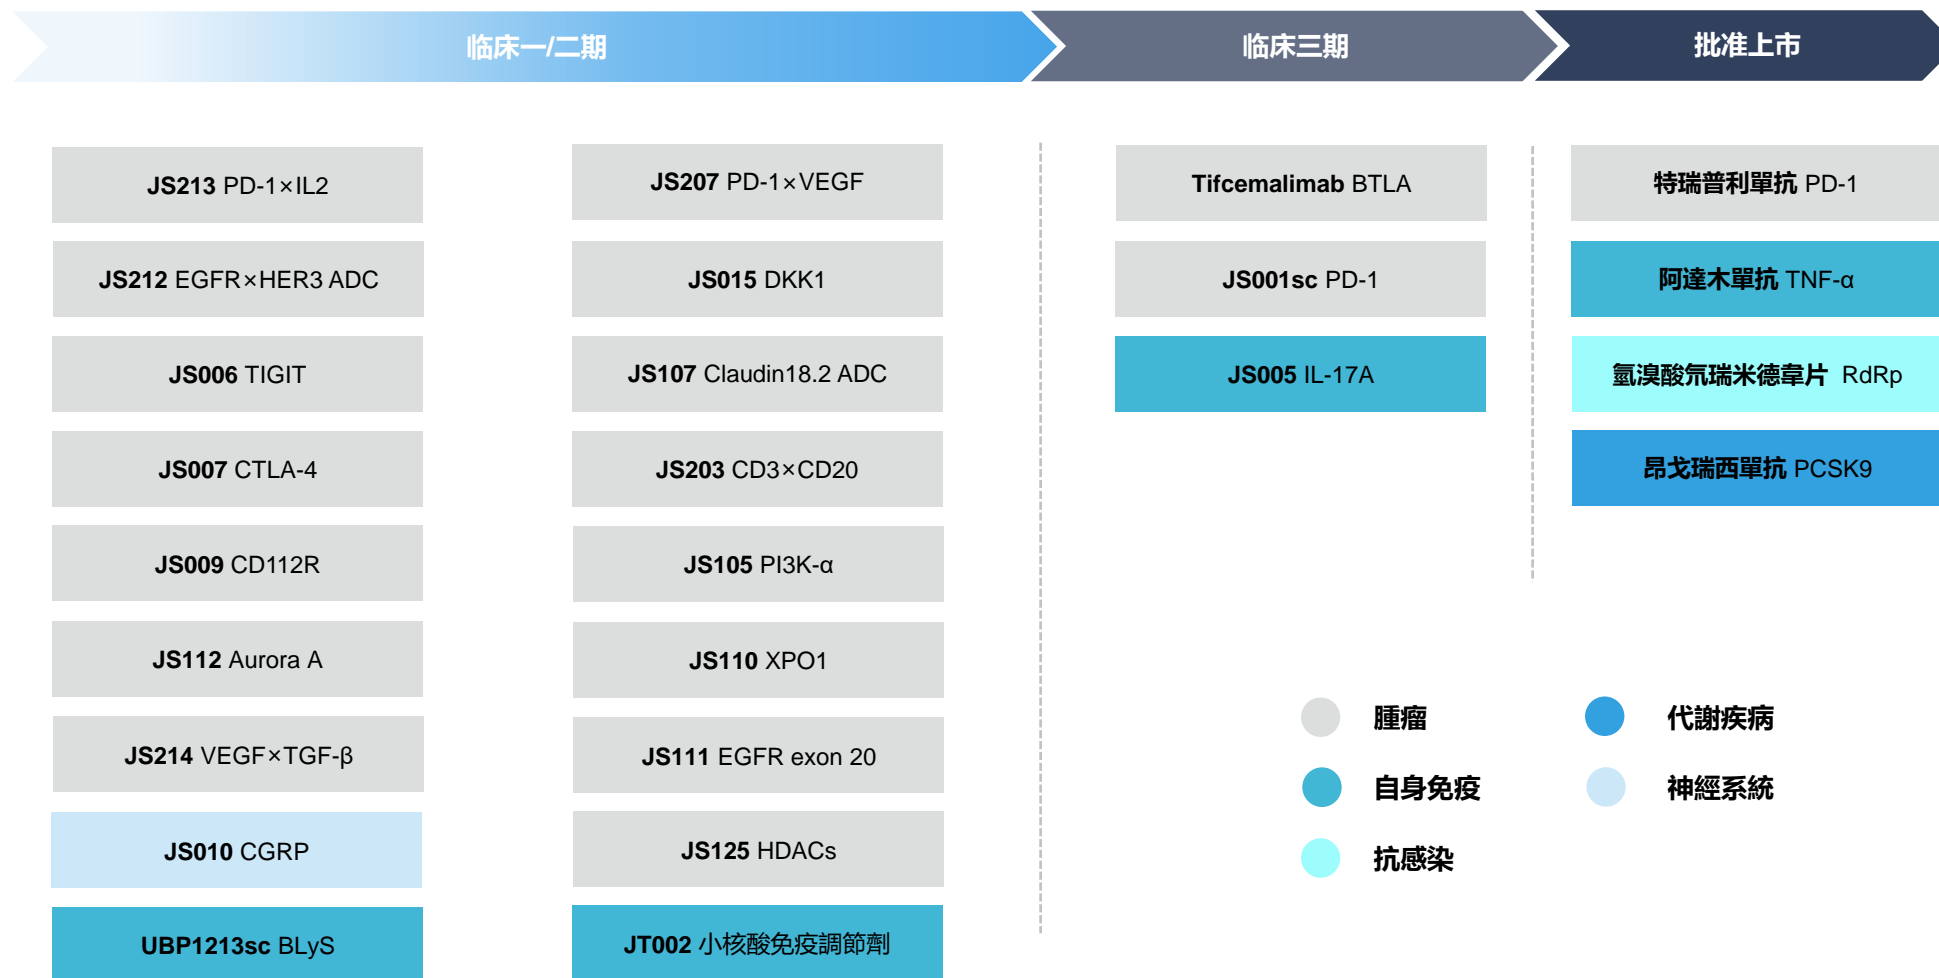 临床一/二期
临床三期
批准上市
JS213 PD-1×IL2
JS212 EGFR×HER3 ADC
JS006 TIGIT
JS007 CTLA-4
JS009 CD112R
JS112 Aurora A
JS214 VEGF×TGF-β
JS010 CGRP
UBP1213sc BLyS
JS207 PD-1×VEGF
JS015 DKK1
JS107 Claudin18.2 ADC
JS203 CD3×CD20
JS105 PI3K-α
JS110 XPO1
JS111 EGFR exon 20
JS125 HDACs
JT002 小核酸免疫調節劑
Tifcemalimab BTLA
JS001sc PD-1
JS005 IL-17A
特瑞普利單抗 PD-1
阿達木單抗 TNF-α
氫溴酸氘瑞米德韋片 RdRp
昂戈瑞西單抗 PCSK9
腫瘤
自身免疫
抗感染
代謝疾病
神經系統